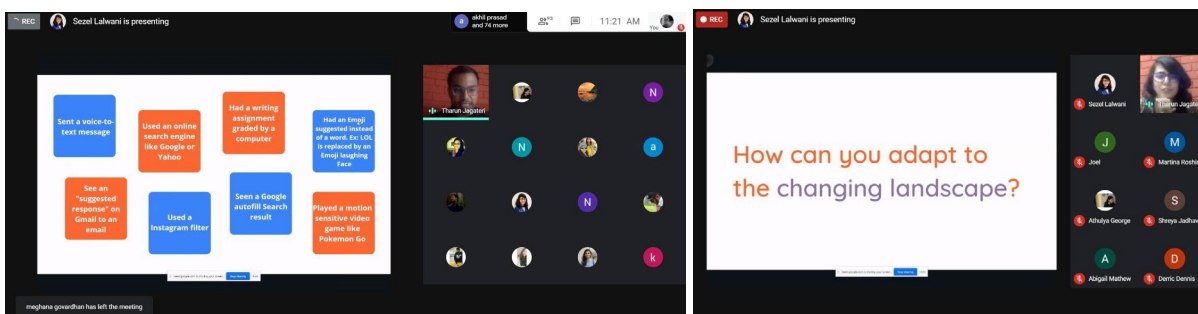 REC
Sezel Lalwani is presenting
a
akhil prasad
and 74 more
93
11:21 AM
You
Sent a voice-to-
text message
Used an online
search engine
like Google or
Yahoo
Had a writing
assignment
graded by a
computer
Had an Emoji
suggested instead
of a word. Ex: LOL
is replaced by an
Emoji laughing
Face
See an
"suggested
response" on
Gmail to an
email
Used a
Instagram filter
Seen a Google
autofill Search
result
Played a motion
sensitive video
game like
Pokemon Go
Tharun Jagateri
N
N
a
N
k
meghana govardhan has left the meeting
REC
Sezel Lalwani is presenting
How can you adapt to
the changing landscape?
Sezel Lalwani
Tharun Jagate
J
M
Joel
Martina Roshin
S
Athulya George
Shreya Jadhav
A
D
Abigail Mathew
Derric Dennis